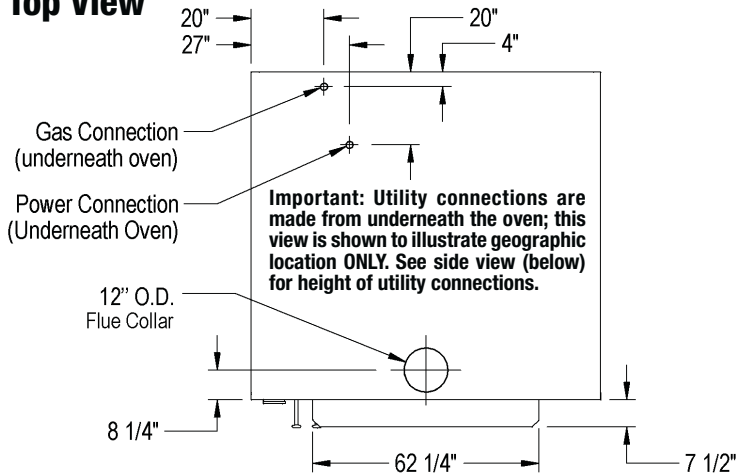 Top View
20"
27"
20"
4"
Gas Connection
(underneath oven)
Power Connection
(Underneath Oven)
Important: Utility connections are
made from underneath the oven; this
view is shown to illustrate geographic
location ONLY. See side view (below)
for height of utility connections.
12” O.D.
Flue Collar
8 1/4"
62 1/4"
7 1/2"